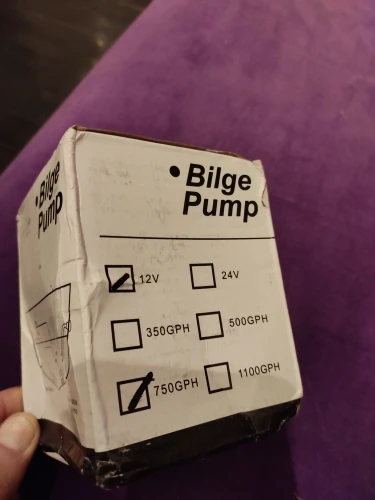 • Bilge
Pump
• Bilge
Pump
12V
24V
350GPH
500GPH
750GPH
1100GPH